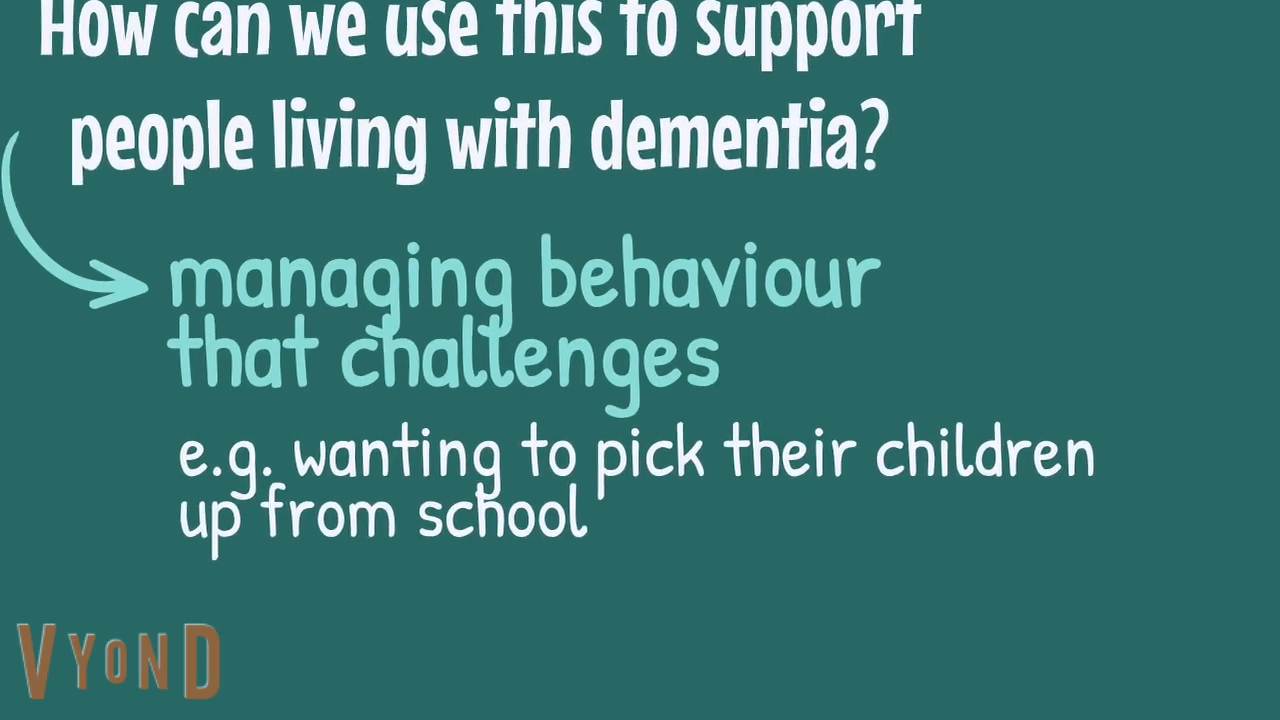 How can we use this to support
people living with dementia?
managing behaviour
that challenges
e.g. wanting to pick their children
up from school
VYOND